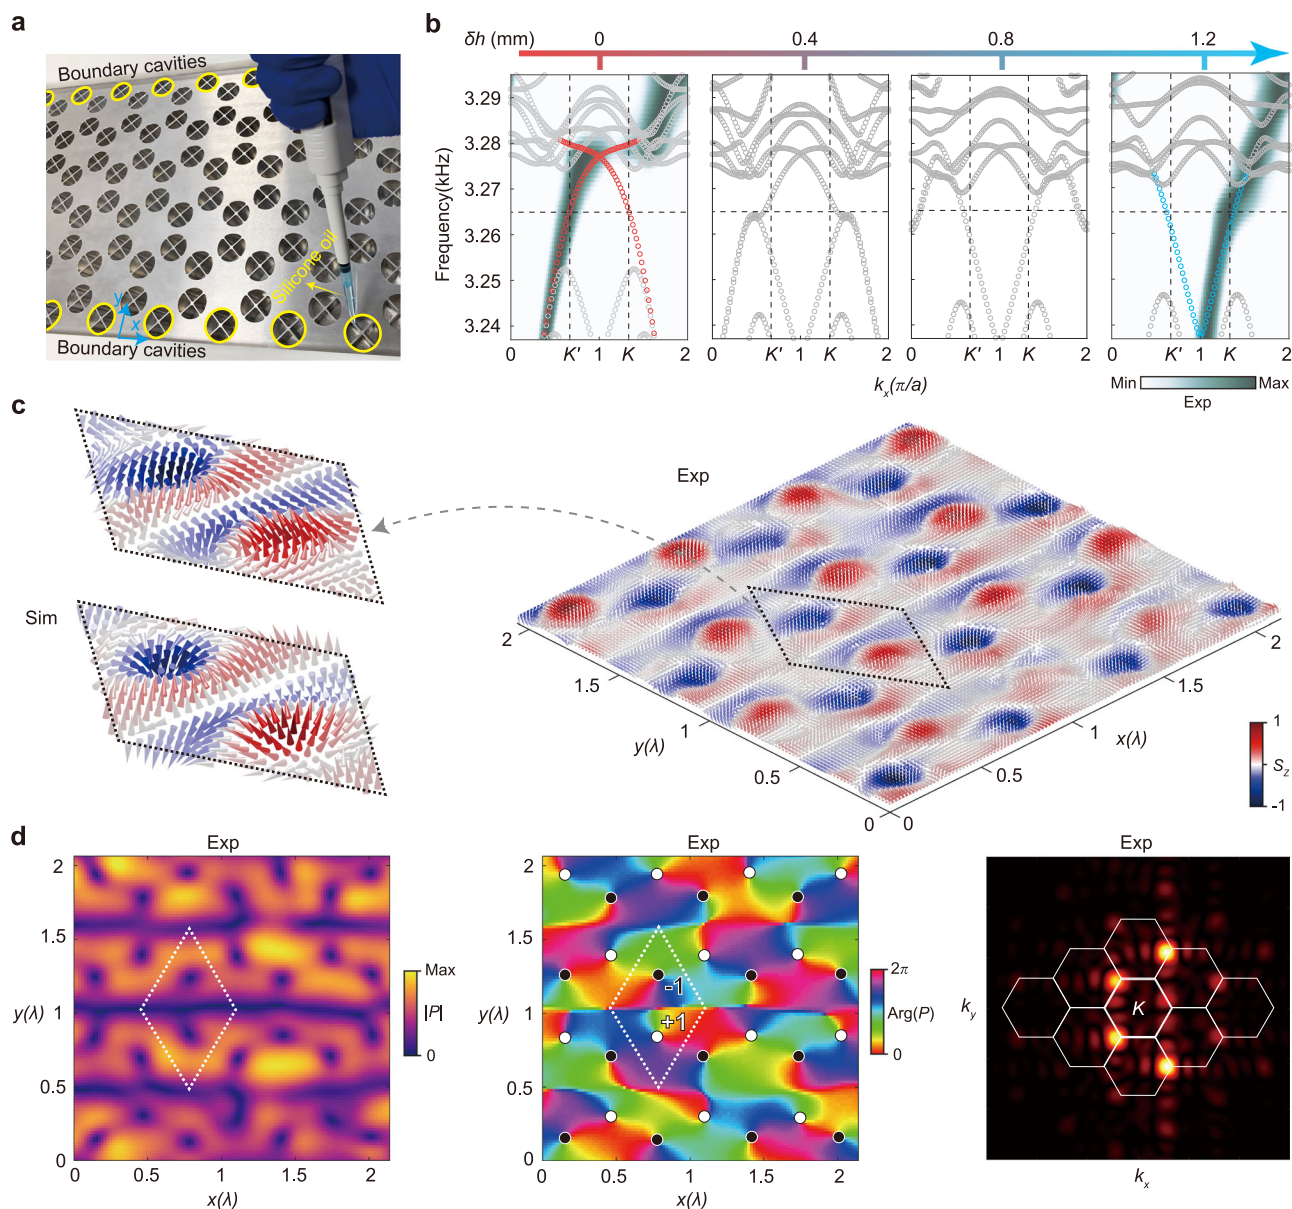 a
Boundary cavities
Silicone oil
y
x
Boundary cavities
b
δh (mm)
0
0.4
0.8
1.2
Frequency(kHz)
3.29
3.28
3.27
3.26
3.25
3.24
0 K' 1 K 2
0 K' 1 K 2
0 K' 1 K 2
0 K' 1 K 2
k_x(π/a)
Min Max
Exp
c
Exp
Sim
2
1.5
1
0.5
0
y(λ)
0
0.5
1
1.5
2
x(λ)
1
S_z
-1
d
Exp
2
1.5
y(λ) 1
0.5
0
0 0.5 1 1.5 2
x(λ)
Max
|P|
0
Exp
2
1.5
y(λ) 1
0.5
0
-1
+1
0 0.5 1 1.5 2
x(λ)
2π
Arg(P)
0
Exp
K
k_y
k_x